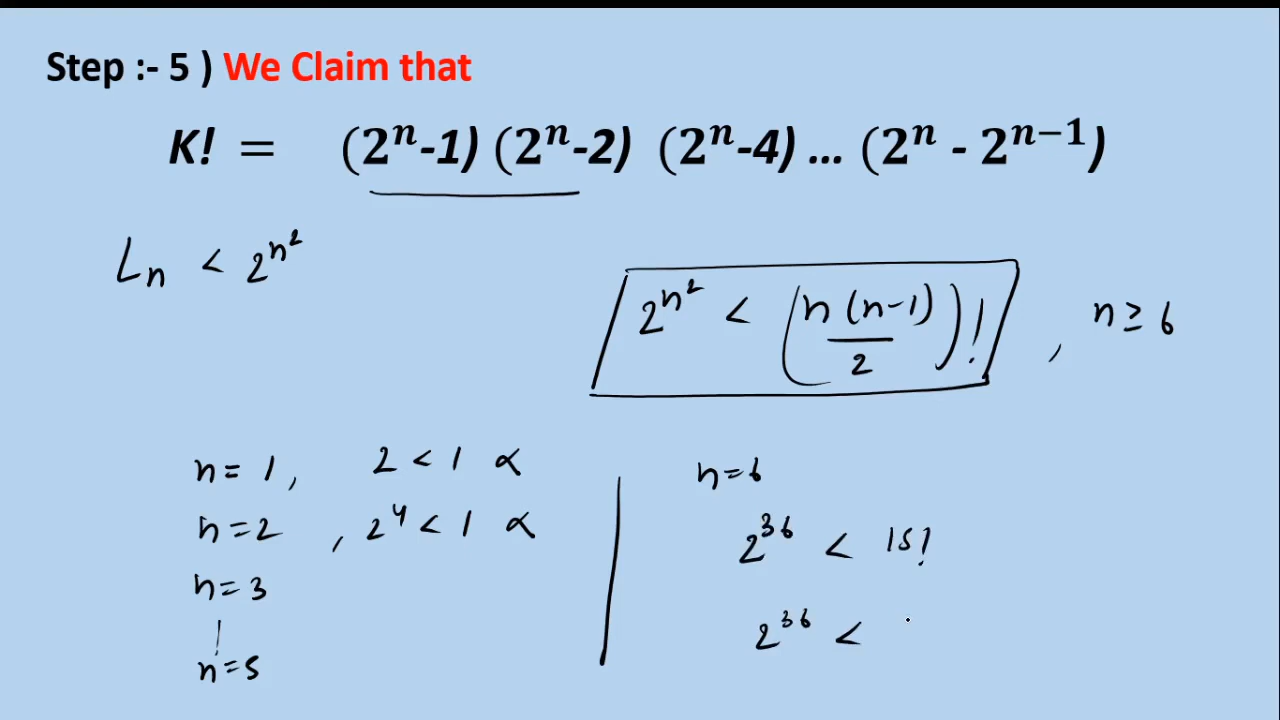 Step :- 5 ) We Claim that
K! = (2ⁿ-1) (2ⁿ-2) (2ⁿ-4) ... (2ⁿ - 2ⁿ⁻¹)
Lₙ < 2^n²
2^n² < (n(n-1)/2)! , n ≥ 6
n = 1, 2 < 1 ∝
n = 2 , 2⁴ < 1 ∝
n = 3
n = 5
n = 6
2³⁶ < 15!
2³⁶ <